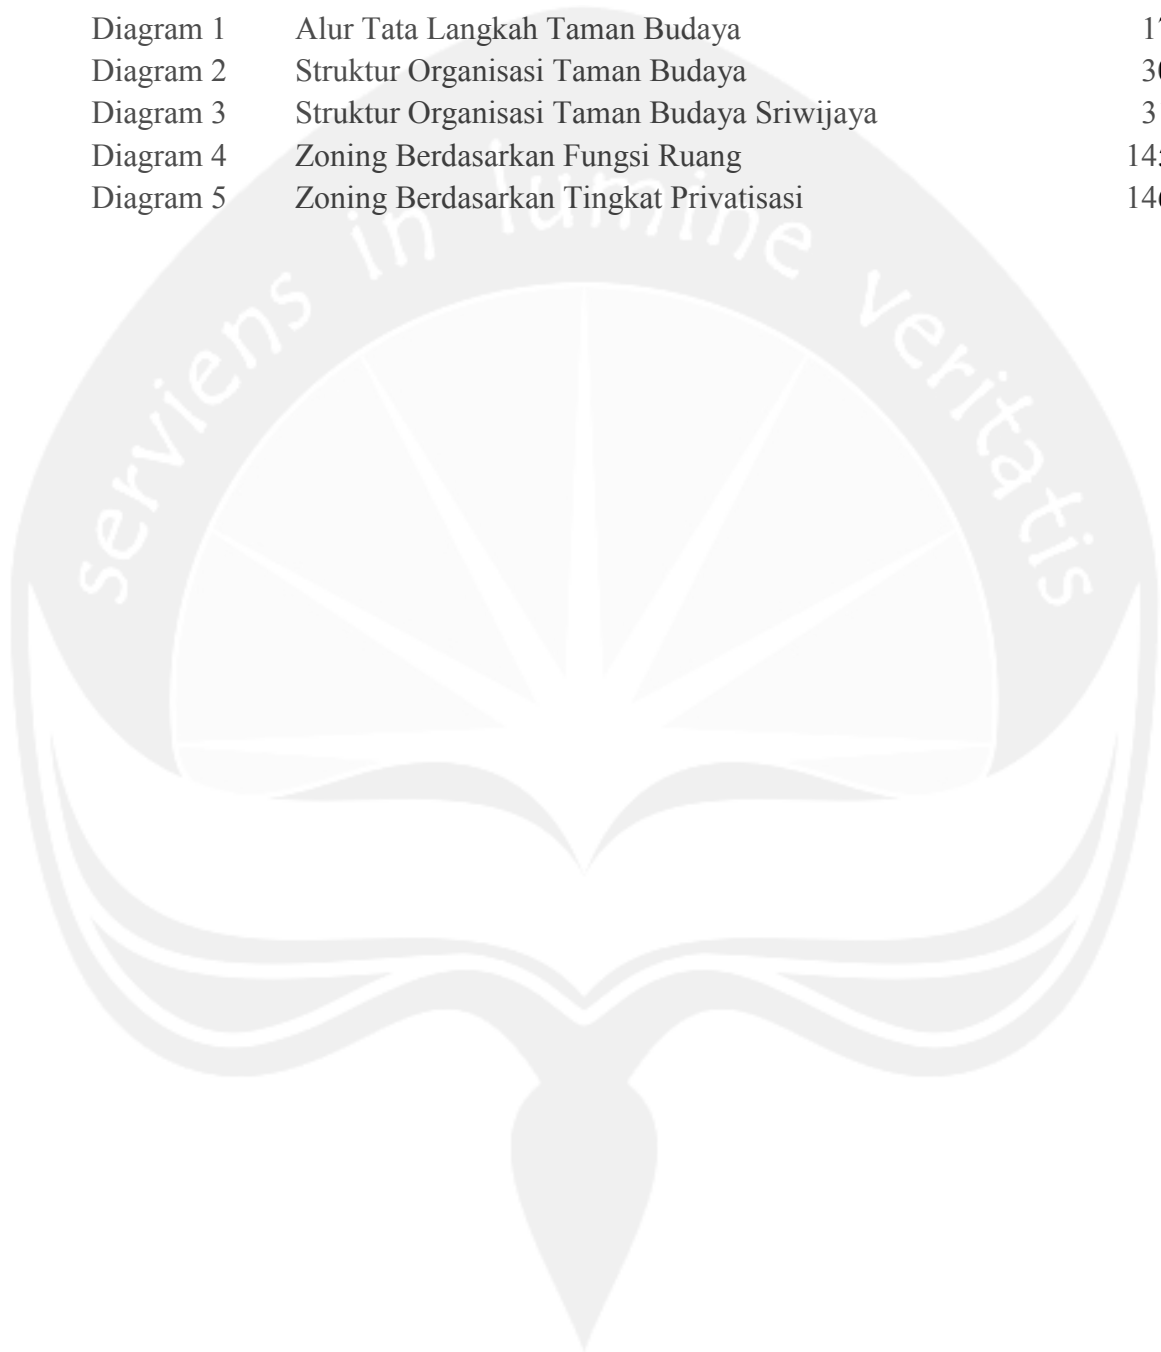 Diagram 1 Alur Tata Langkah Taman Budaya
Diagram 2 Struktur Organisasi Taman Budaya
Diagram 3 Struktur Organisasi Taman Budaya Sriwijaya
Diagram 4 Zoning Berdasarkan Fungsi Ruang
Diagram 5 Zoning Berdasarkan Tingkat Privatisasi
serviens in lumine veritatis